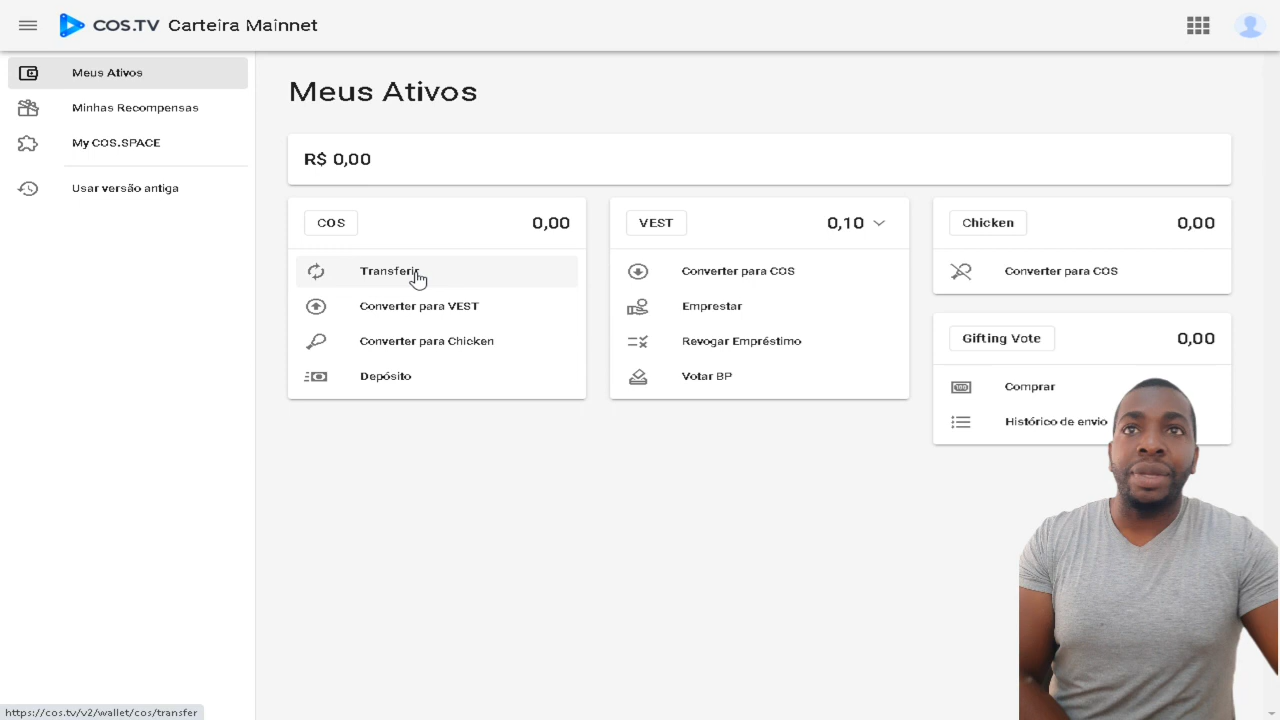 COS.TV Carteira Mainnet
Meus Ativos
Minhas Recompensas
My COS.SPACE
Usar versão antiga
Meus Ativos
R$ 0,00
COS 0,00
Transferir
Converter para VEST
Converter para Chicken
Depósito
VEST 0,10
Converter para COS
Emprestar
Revogar Empréstimo
Votar BP
Chicken 0,00
Converter para COS
Gifting Vote 0,00
Comprar
Histórico de envio
https://cos.tv/v2/wallet/cos/transfer